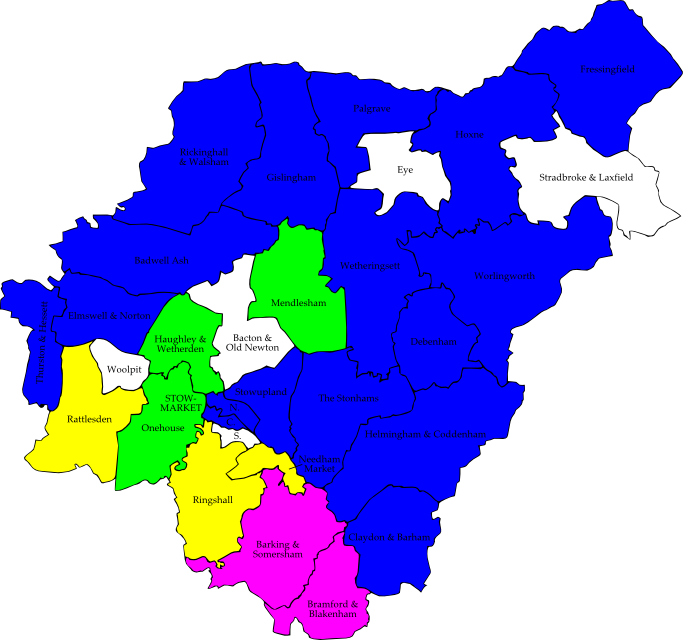 Fressingfield
Palgrave
Hoxne
Rickinghall
& Walsham
Eye
Gislingham
Stradbroke & Laxfield
Badwell Ash
Wetheringsett
Worlingworth
Mendlesham
Elmswell & Norton
Thurston & Hessett
Haughley &
Wetherden
Bacton &
Old Newton
Debenham
Woolpit
Stowupland
The Stonhams
STOW-
MARKET
N.
Rattlesden
Onehouse
S.
Helmingham & Coddenham
Needham
Market
Ringshall
Claydon & Barham
Barking &
Somersham
Bramford &
Blakenham